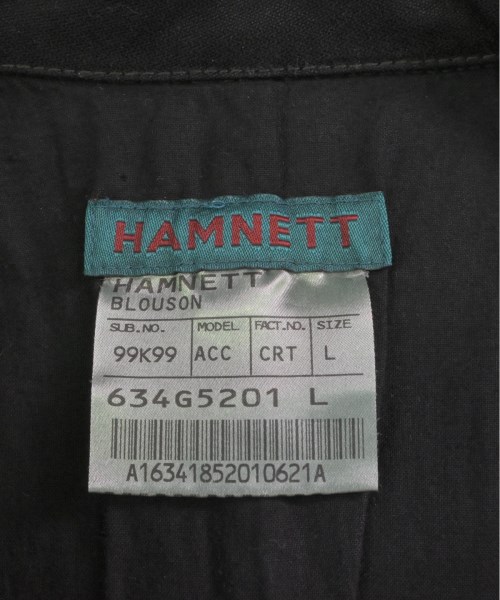 HAMNETT
HAMNETT
BLOUSON
SUB.NO. MODEL FACT.NO. SIZE
99K99 ACC CRT L
634G5201 L
A16341852010621A